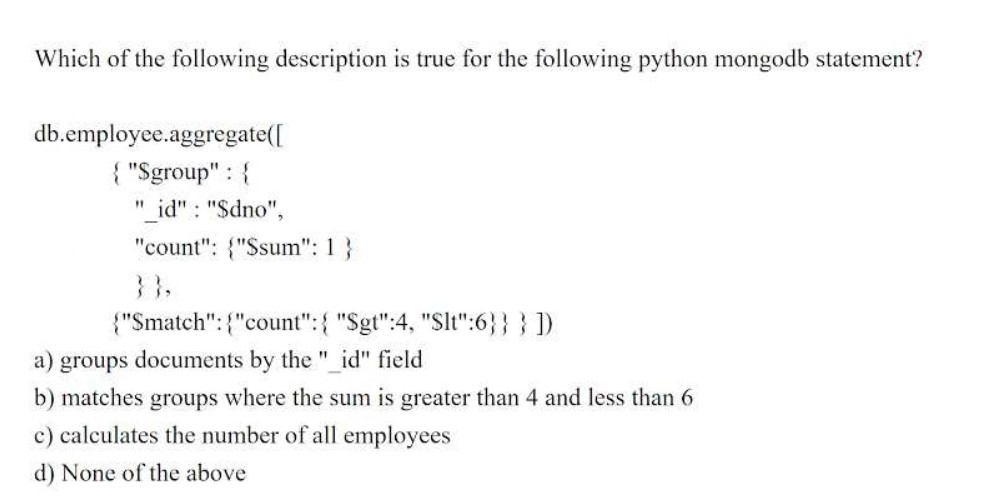 Which of the following description is true for the following python mongodb statement?
db.employee.aggregate([
{ "$group" : {
"_id" : "$dno",
"count": {"$sum": 1 }
} },
{"$match":{"count":{ "$gt":4, "$lt":6}} } ])
a) groups documents by the "_id" field
b) matches groups where the sum is greater than 4 and less than 6
c) calculates the number of all employees
d) None of the above